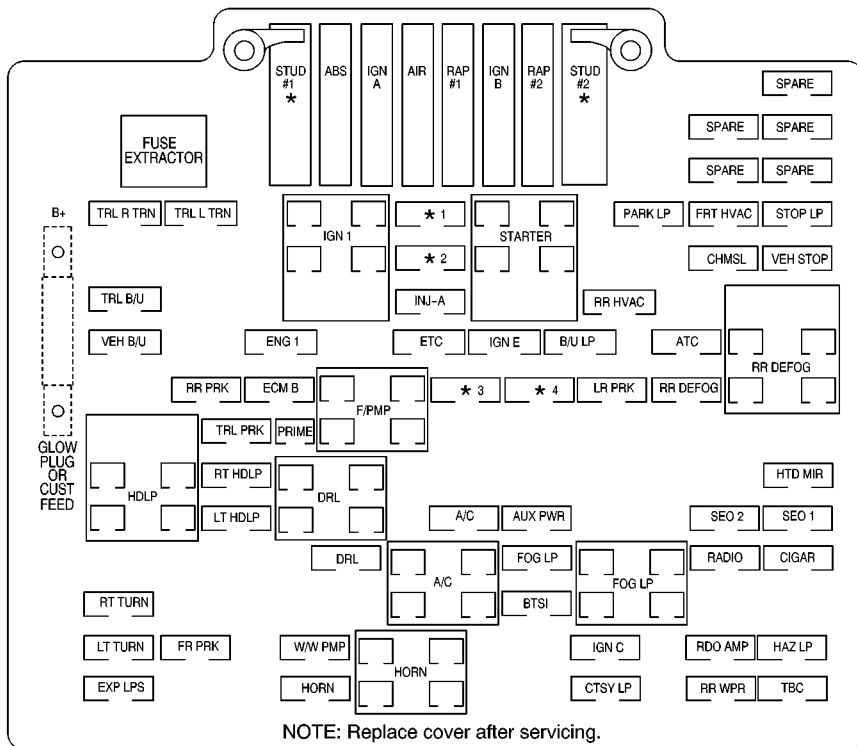 STUD #1 *
ABS
IGN A
AIR
RAP #1
IGN B
RAP #2
STUD #2 *
SPARE
SPARE
SPARE
SPARE
SPARE
FUSE EXTRACTOR
B+
TRL R TRN
TRL L TRN
IGN 1
* 1
STARTER
PARK LP
FRT HVAC
STOP LP
* 2
CHMSL
VEH STOP
TRL B/U
INJ-A
RR HVAC
VEH B/U
ENG 1
ETC
IGN E
B/U LP
ATC
RR DEFOG
RR PRK
ECM B
F/PMP
* 3
* 4
LR PRK
RR DEFOG
TRL PRK
PRIME
GLOW PLUG OR CUST FEED
HDLP
RT HDLP
DRL
HTD MIR
LT HDLP
A/C
AUX PWR
SEO 2
SEO 1
DRL
A/C
FOG LP
FOG LP
RADIO
CIGAR
RT TURN
BTSI
LT TURN
FR PRK
W/W PMP
HORN
IGN C
RDO AMP
HAZ LP
EXP LPS
HORN
CTSY LP
RR WPR
TBC
NOTE: Replace cover after servicing.